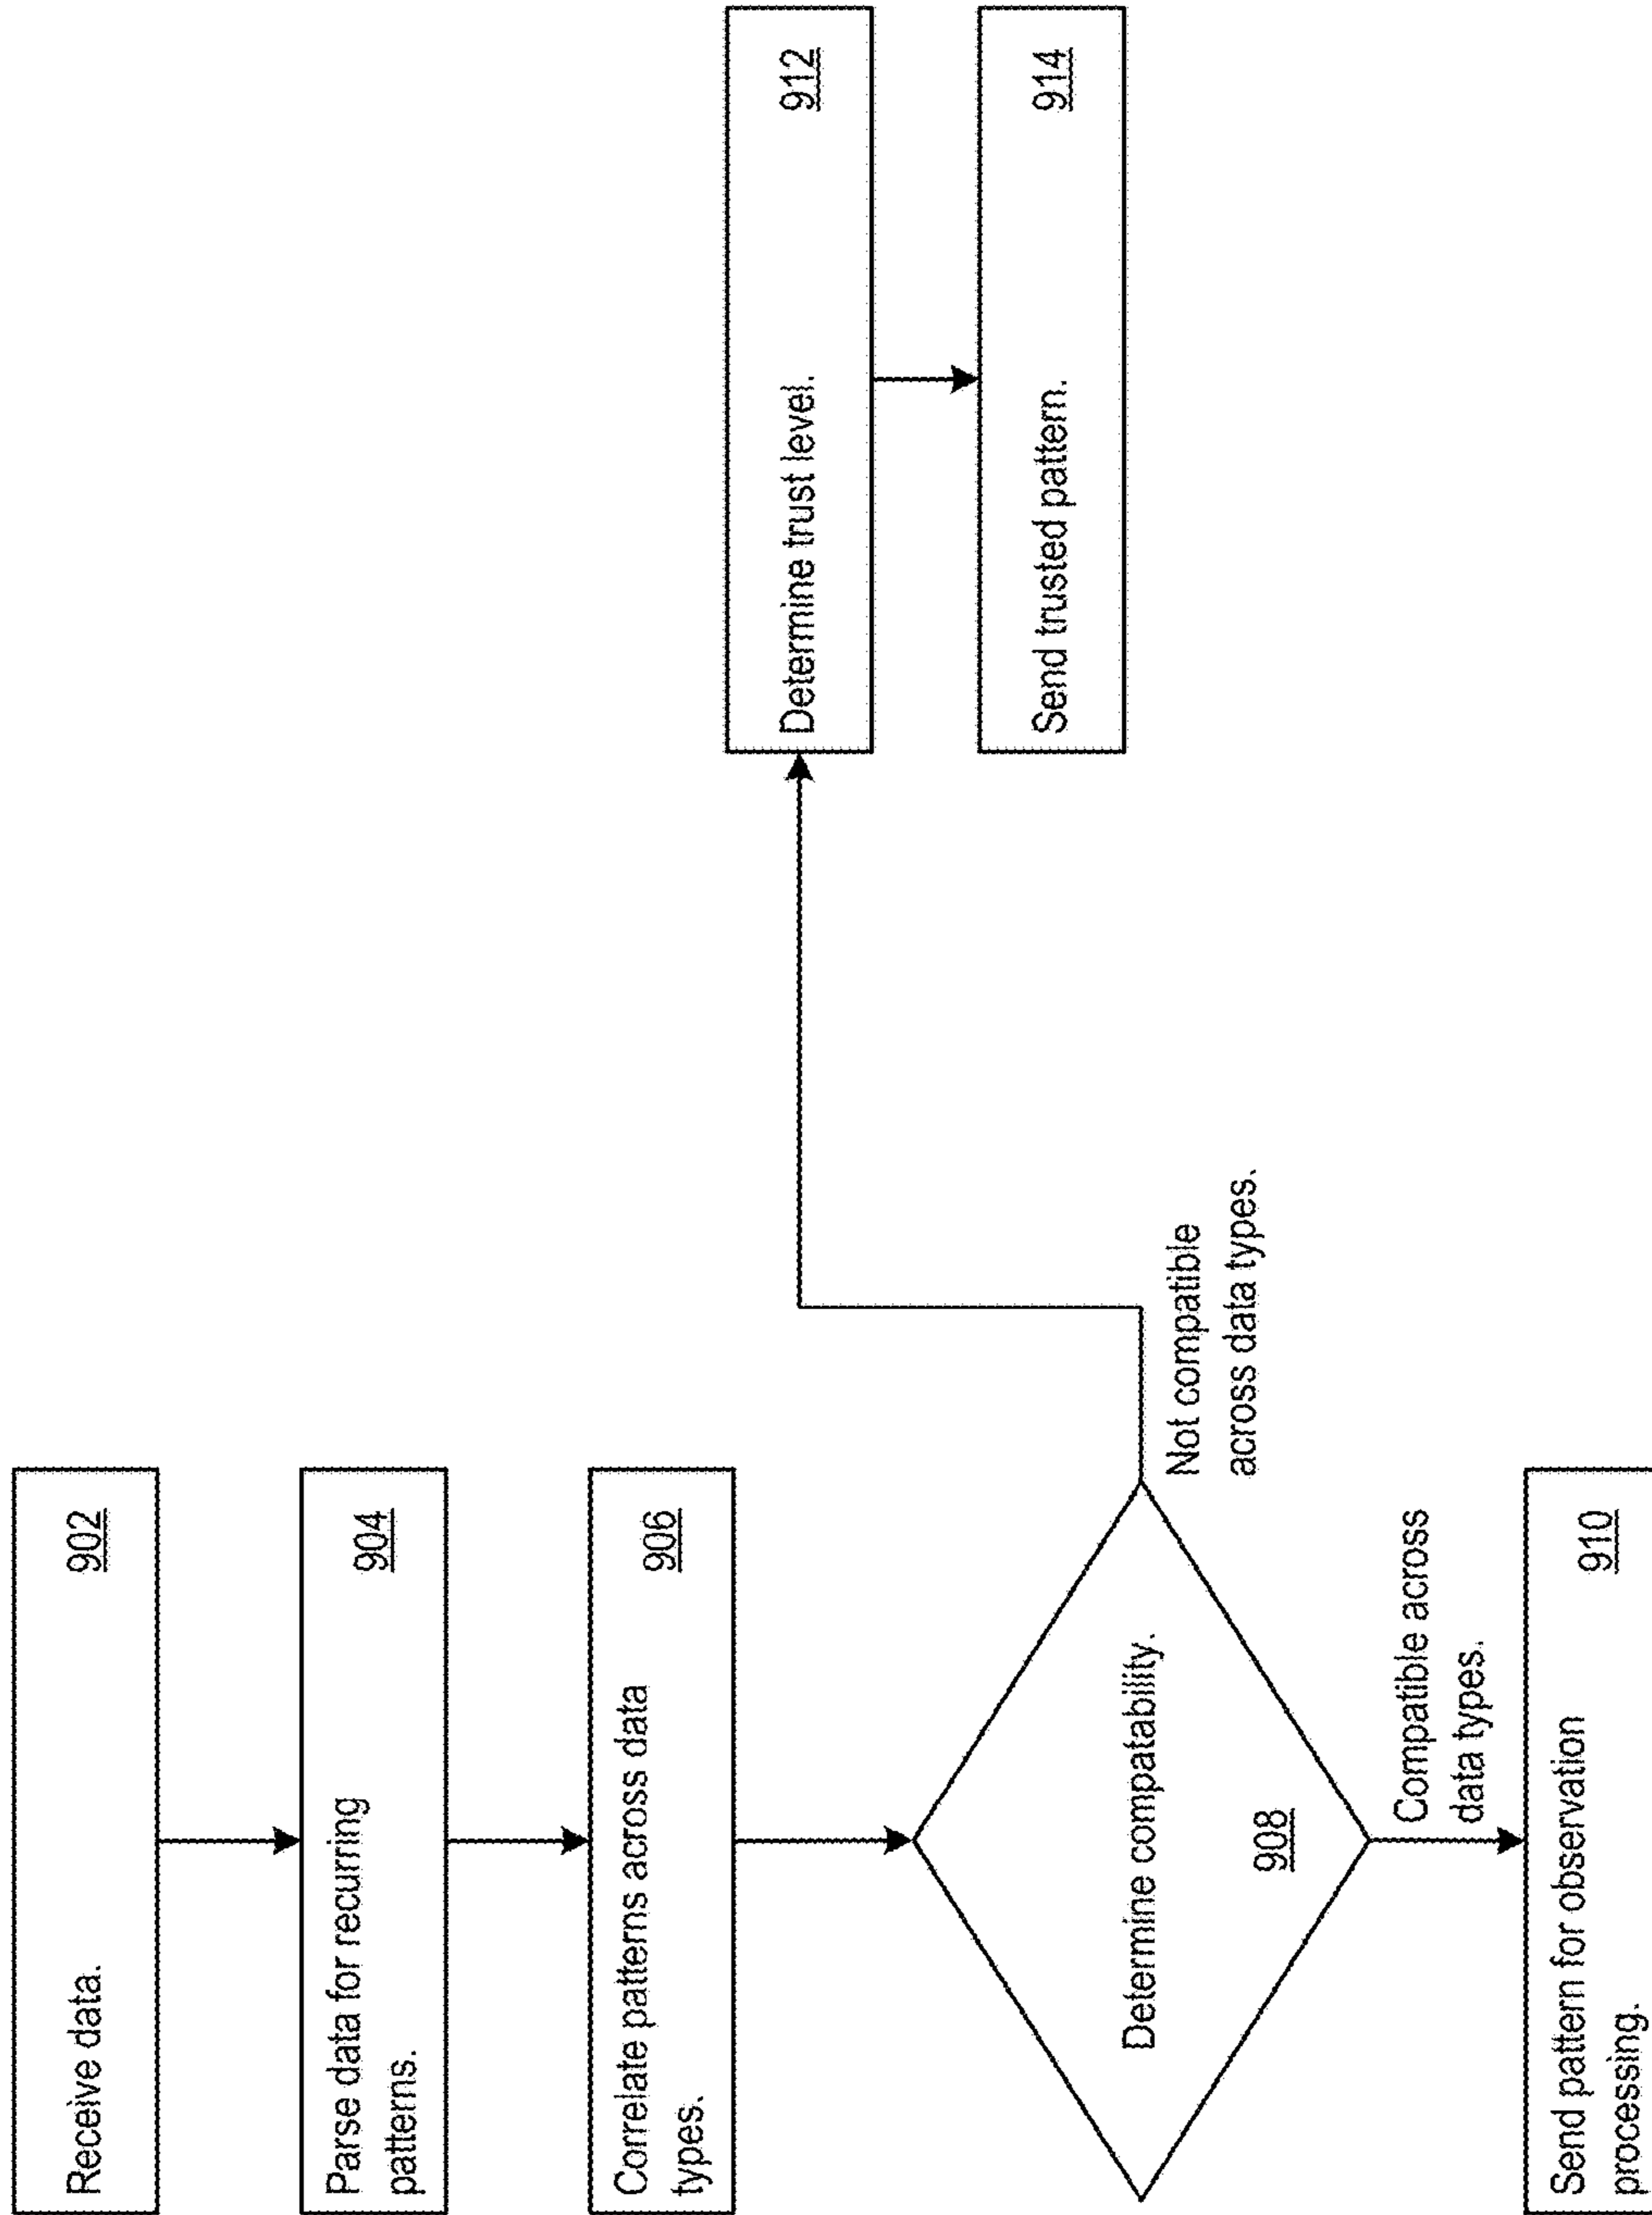 Receive data.
902
Parse data for recurring
patterns.
904
Correlate patterns across data
types.
906
Determine compatability.
908
Not compatible
across data types.
Compatible across
data types.
Send pattern for observation
processing.
910
Determine trust level.
912
Send trusted pattern.
914